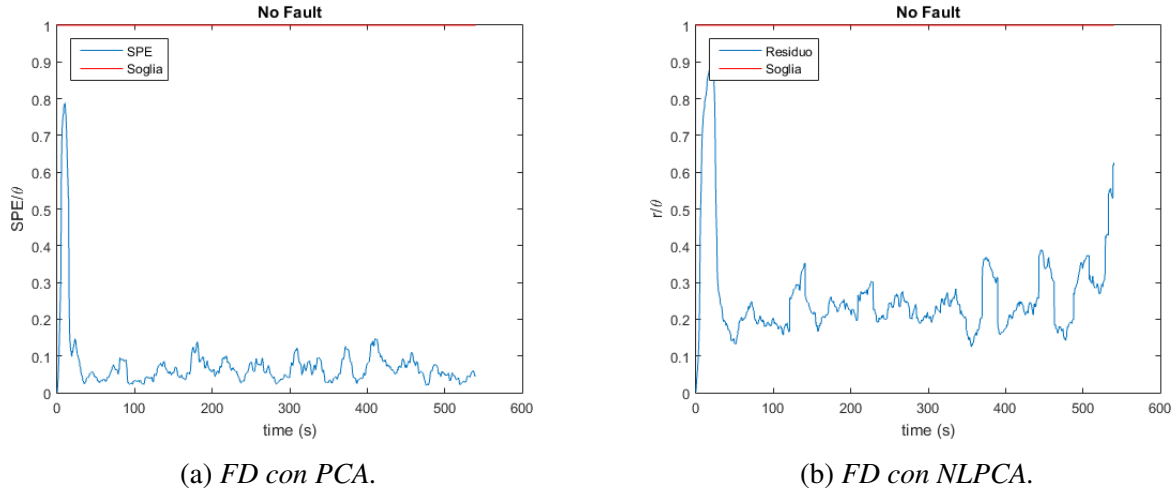 No Fault
1
0.9
0.8
0.7
0.6
0.5
0.4
0.3
0.2
0.1
0
SPE/θ
SPE
Soglia
0 100 200 300 400 500 600
time (s)
(a) FD con PCA.
No Fault
1
0.9
0.8
0.7
0.6
0.5
0.4
0.3
0.2
0.1
0
r/θ
Residuo
Soglia
0 100 200 300 400 500 600
time (s)
(b) FD con NLPCA.